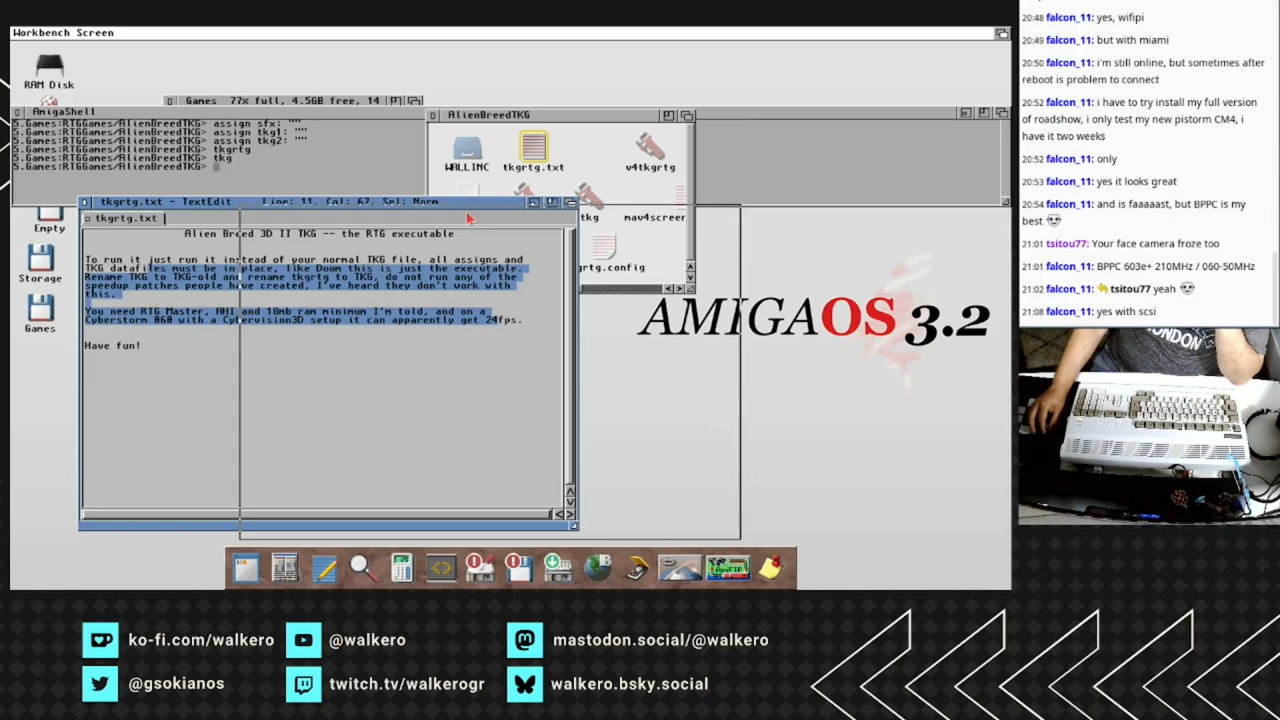 Workbench Screen
RAM Disk
Games 77% full, 4.5GB free, 14
AmigaShell
5.Games:RTGGames/AlienBreedTKG> assign sfx: ""
5.Games:RTGGames/AlienBreedTKG> assign tkg1: ""
5.Games:RTGGames/AlienBreedTKG> assign tkg2: ""
5.Games:RTGGames/AlienBreedTKG> tkgrtg
5.Games:RTGGames/AlienBreedTKG> tkg
5.Games:RTGGames/AlienBreedTKG>
AlienBreedTKG
WALLINC
tkgrtg.txt
v4tkgrtg
tkg
mav4screer
grtg.config
Empty
Storage
Games
tkgrtg.txt - TextEdit Line: 11, Col: 67, Sel: Norm
tkgrtg.txt
Alien Breed 3D II TKG -- the RTG executable
To run it just run it instead of your normal TKG file, all assigns and
TKG datafiles must be in place, like Doom this is just the executable.
Rename TKG to TKG-old and rename tkgrtg to TKG, do not run any of the
speedup patches people have created, I've heard they don't work with
this.
You need RTG Master, AHI and 10mb ram minimum I'm told, and on a
Cyberstorm 060 with a Cybervision3D setup it can apparently get 24fps.
Have fun!
AMIGAOS 3.2
20:48 falcon_11: yes, wifipi
20:49 falcon_11: but with miami
20:50 falcon_11: i'm still online, but sometimes after
reboot is problem to connect
20:52 falcon_11: i have to try install my full version
of roadshow, i only test my new pistorm CM4, i
have it two weeks
20:52 falcon_11: only
20:53 falcon_11: yes it looks great
20:54 falcon_11: and is faaaaast, but BPPC is my
best
21:01 tsitou77: Your face camera froze too
21:01 falcon_11: BPPC 603e+ 210MHz / 060-50MHz
21:02 tsitou77 yeah
21:08 falcon_11: yes with scsi
LONDON
ko-fi.com/walkero
@walkero
mastodon.social/@walkero
@gsokianos
twitch.tv/walkerogr
walkero.bsky.social